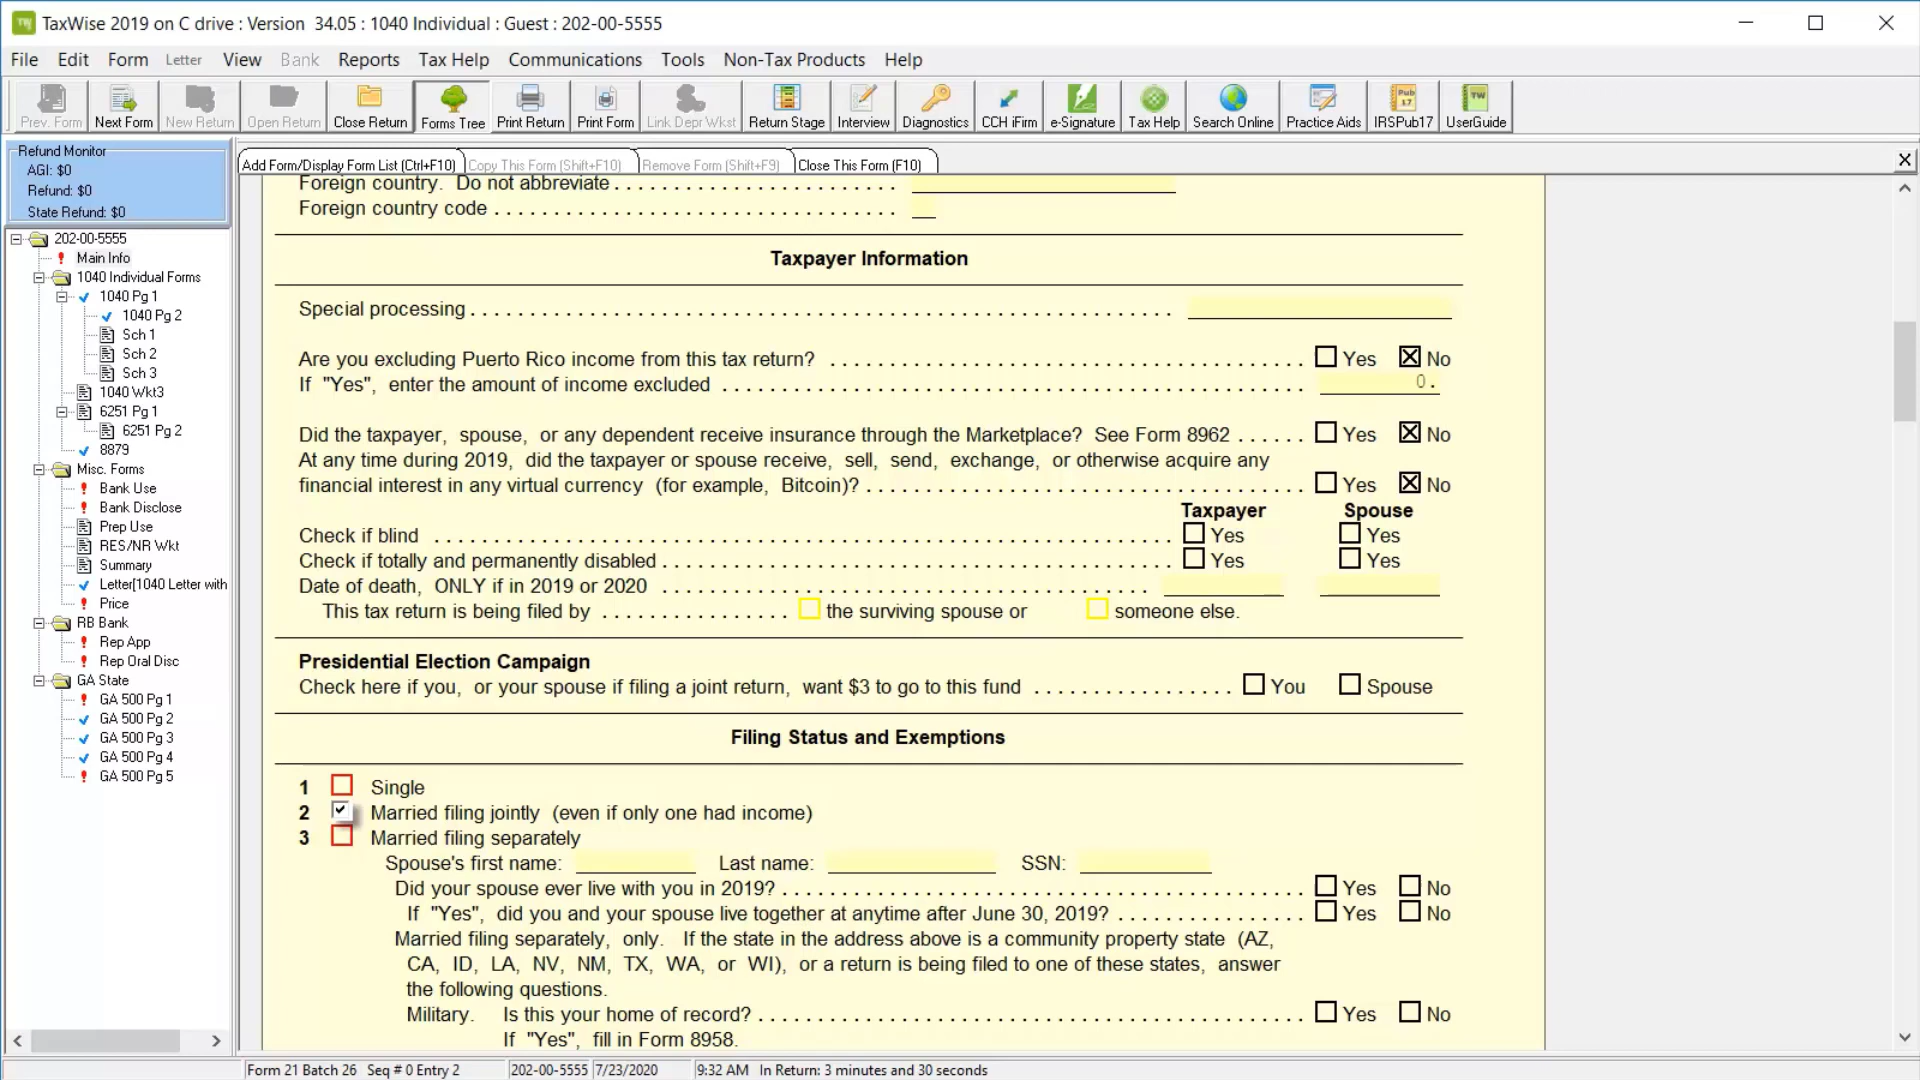 TaxWise 2019 on C drive : Version 34.05 : 1040 Individual : Guest : 202-00-5555
File Edit Form Letter View Bank Reports Tax Help Communications Tools Non-Tax Products Help
Prev. Form Next Form New Return Open Return Close Return Forms Tree Print Return Print Form Link Depr Wkst Return Stage Interview Diagnostics CCH iFirm e-Signature Tax Help Search Online Practice Aids IRSPub17 UserGuide
Refund Monitor
AGI: $0
Refund: $0
State Refund: $0
202-00-5555
Main Info
1040 Individual Forms
1040 Pg 1
1040 Pg 2
Sch 1
Sch 2
Sch 3
1040 Wkt3
6251 Pg 1
6251 Pg 2
8879
Misc. Forms
Bank Use
Bank Disclose
Prep Use
RES/NR Wkt
Summary
Letter[1040 Letter with
Price
RB Bank
Rep App
Rep Oral Disc
GA State
GA 500 Pg 1
GA 500 Pg 2
GA 500 Pg 3
GA 500 Pg 4
GA 500 Pg 5
Add Form/Display Form List (Ctrl+F10) Copy This Form (Shift+F10) Remove Form (Shift+F9) Close This Form (F10)
Foreign country. Do not abbreviate
Foreign country code
Taxpayer Information
Special processing
Are you excluding Puerto Rico income from this tax return? Yes No
If "Yes", enter the amount of income excluded 0.
Did the taxpayer, spouse, or any dependent receive insurance through the Marketplace? See Form 8962 Yes No
At any time during 2019, did the taxpayer or spouse receive, sell, send, exchange, or otherwise acquire any
financial interest in any virtual currency (for example, Bitcoin)? Yes No
Taxpayer Spouse
Check if blind Yes Yes
Check if totally and permanently disabled Yes Yes
Date of death, ONLY if in 2019 or 2020
This tax return is being filed by the surviving spouse or someone else.
Presidential Election Campaign
Check here if you, or your spouse if filing a joint return, want $3 to go to this fund You Spouse
Filing Status and Exemptions
1 Single
2 Married filing jointly (even if only one had income)
3 Married filing separately
Spouse's first name: Last name: SSN:
Did your spouse ever live with you in 2019? Yes No
If "Yes", did you and your spouse live together at anytime after June 30, 2019? Yes No
Married filing separately, only. If the state in the address above is a community property state (AZ,
CA, ID, LA, NV, NM, TX, WA, or WI), or a return is being filed to one of these states, answer
the following questions.
Military. Is this your home of record? Yes No
If "Yes", fill in Form 8958.
Form 21 Batch 26 Seq # 0 Entry 2 202-00-5555 7/23/2020 9:32 AM In Return: 3 minutes and 30 seconds